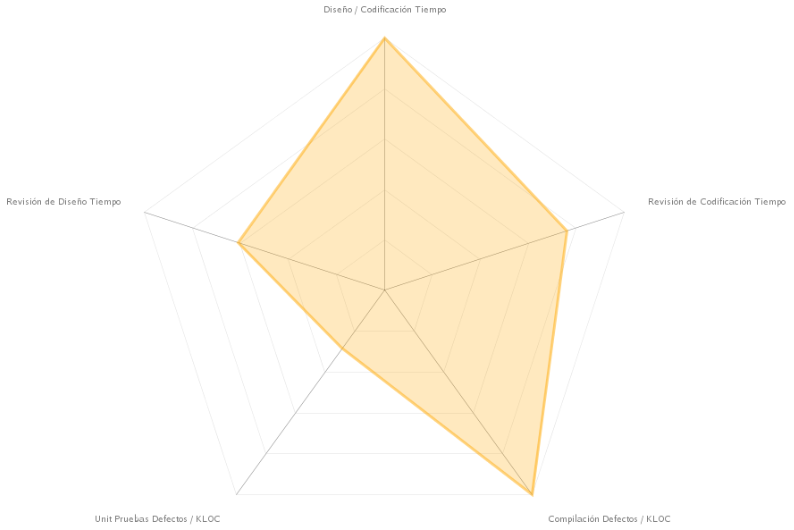 Diseño / Codificación Tiempo
Revisión de Diseño Tiempo
Revisión de Codificación Tiempo
Unit Pruebas Defectos / KLOC
Compilación Defectos / KLOC